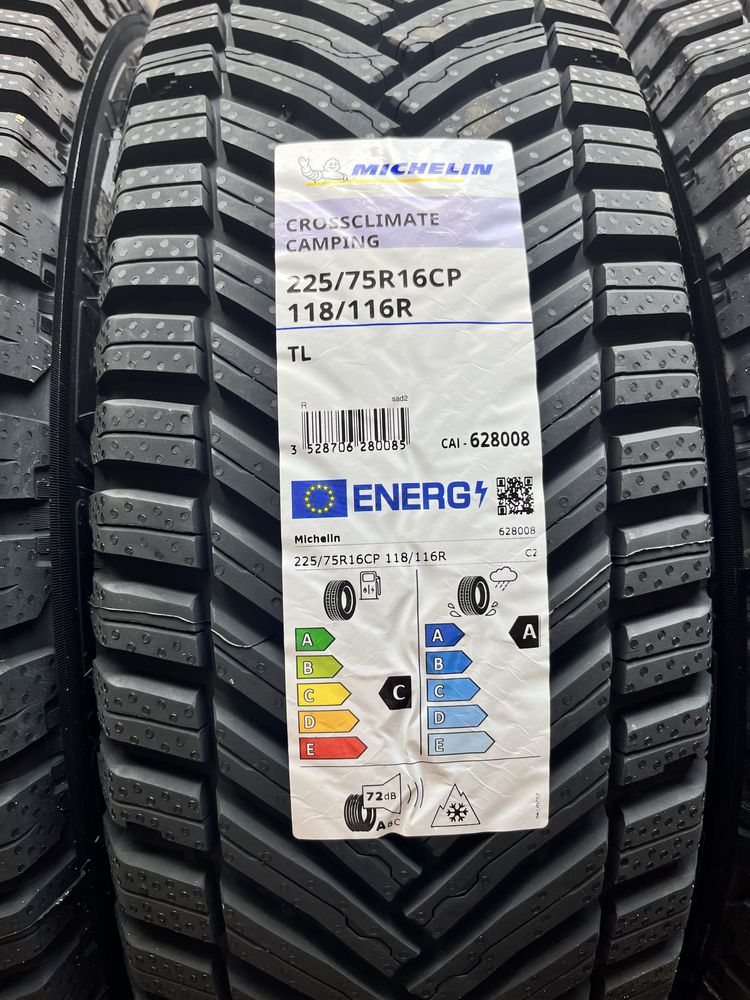 MICHELIN
CROSSCLIMATE
CAMPING
225/75R16CP
118/116R
TL
R sad2
3 528706 280085
CAI - 628008
ENERG
Michelin 628008
225/75R16CP 118/116R C2
A
B
C
D
E
C
A
B
C
D
E
A
72dB
ABC